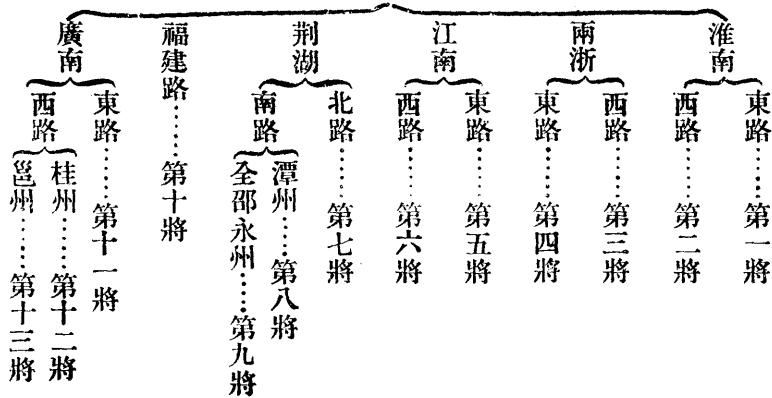 淮南
東路……第一將
西路……第二將
兩浙
西路……第三將
東路……第四將
江南
東路……第五將
西路……第六將
荆湖
北路……第七將
南路
潭州……第八將
全邵永州……第九將
福建路……第十將
廣南
東路……第十一將
西路
桂州……第十二將
邕州……第十三將